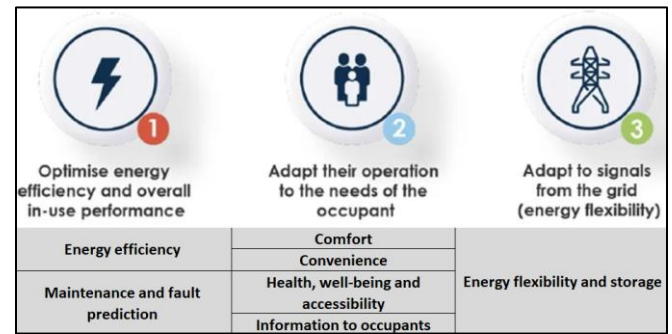 1
Optimise energy
efficiency and overall
in-use performance
2
Adapt their operation
to the needs of the
occupant
3
Adapt to signals
from the grid
(energy flexibility)
Energy efficiency
Maintenance and fault
prediction
Comfort
Convenience
Health, well-being and
accessibility
Information to occupants
Energy flexibility and storage